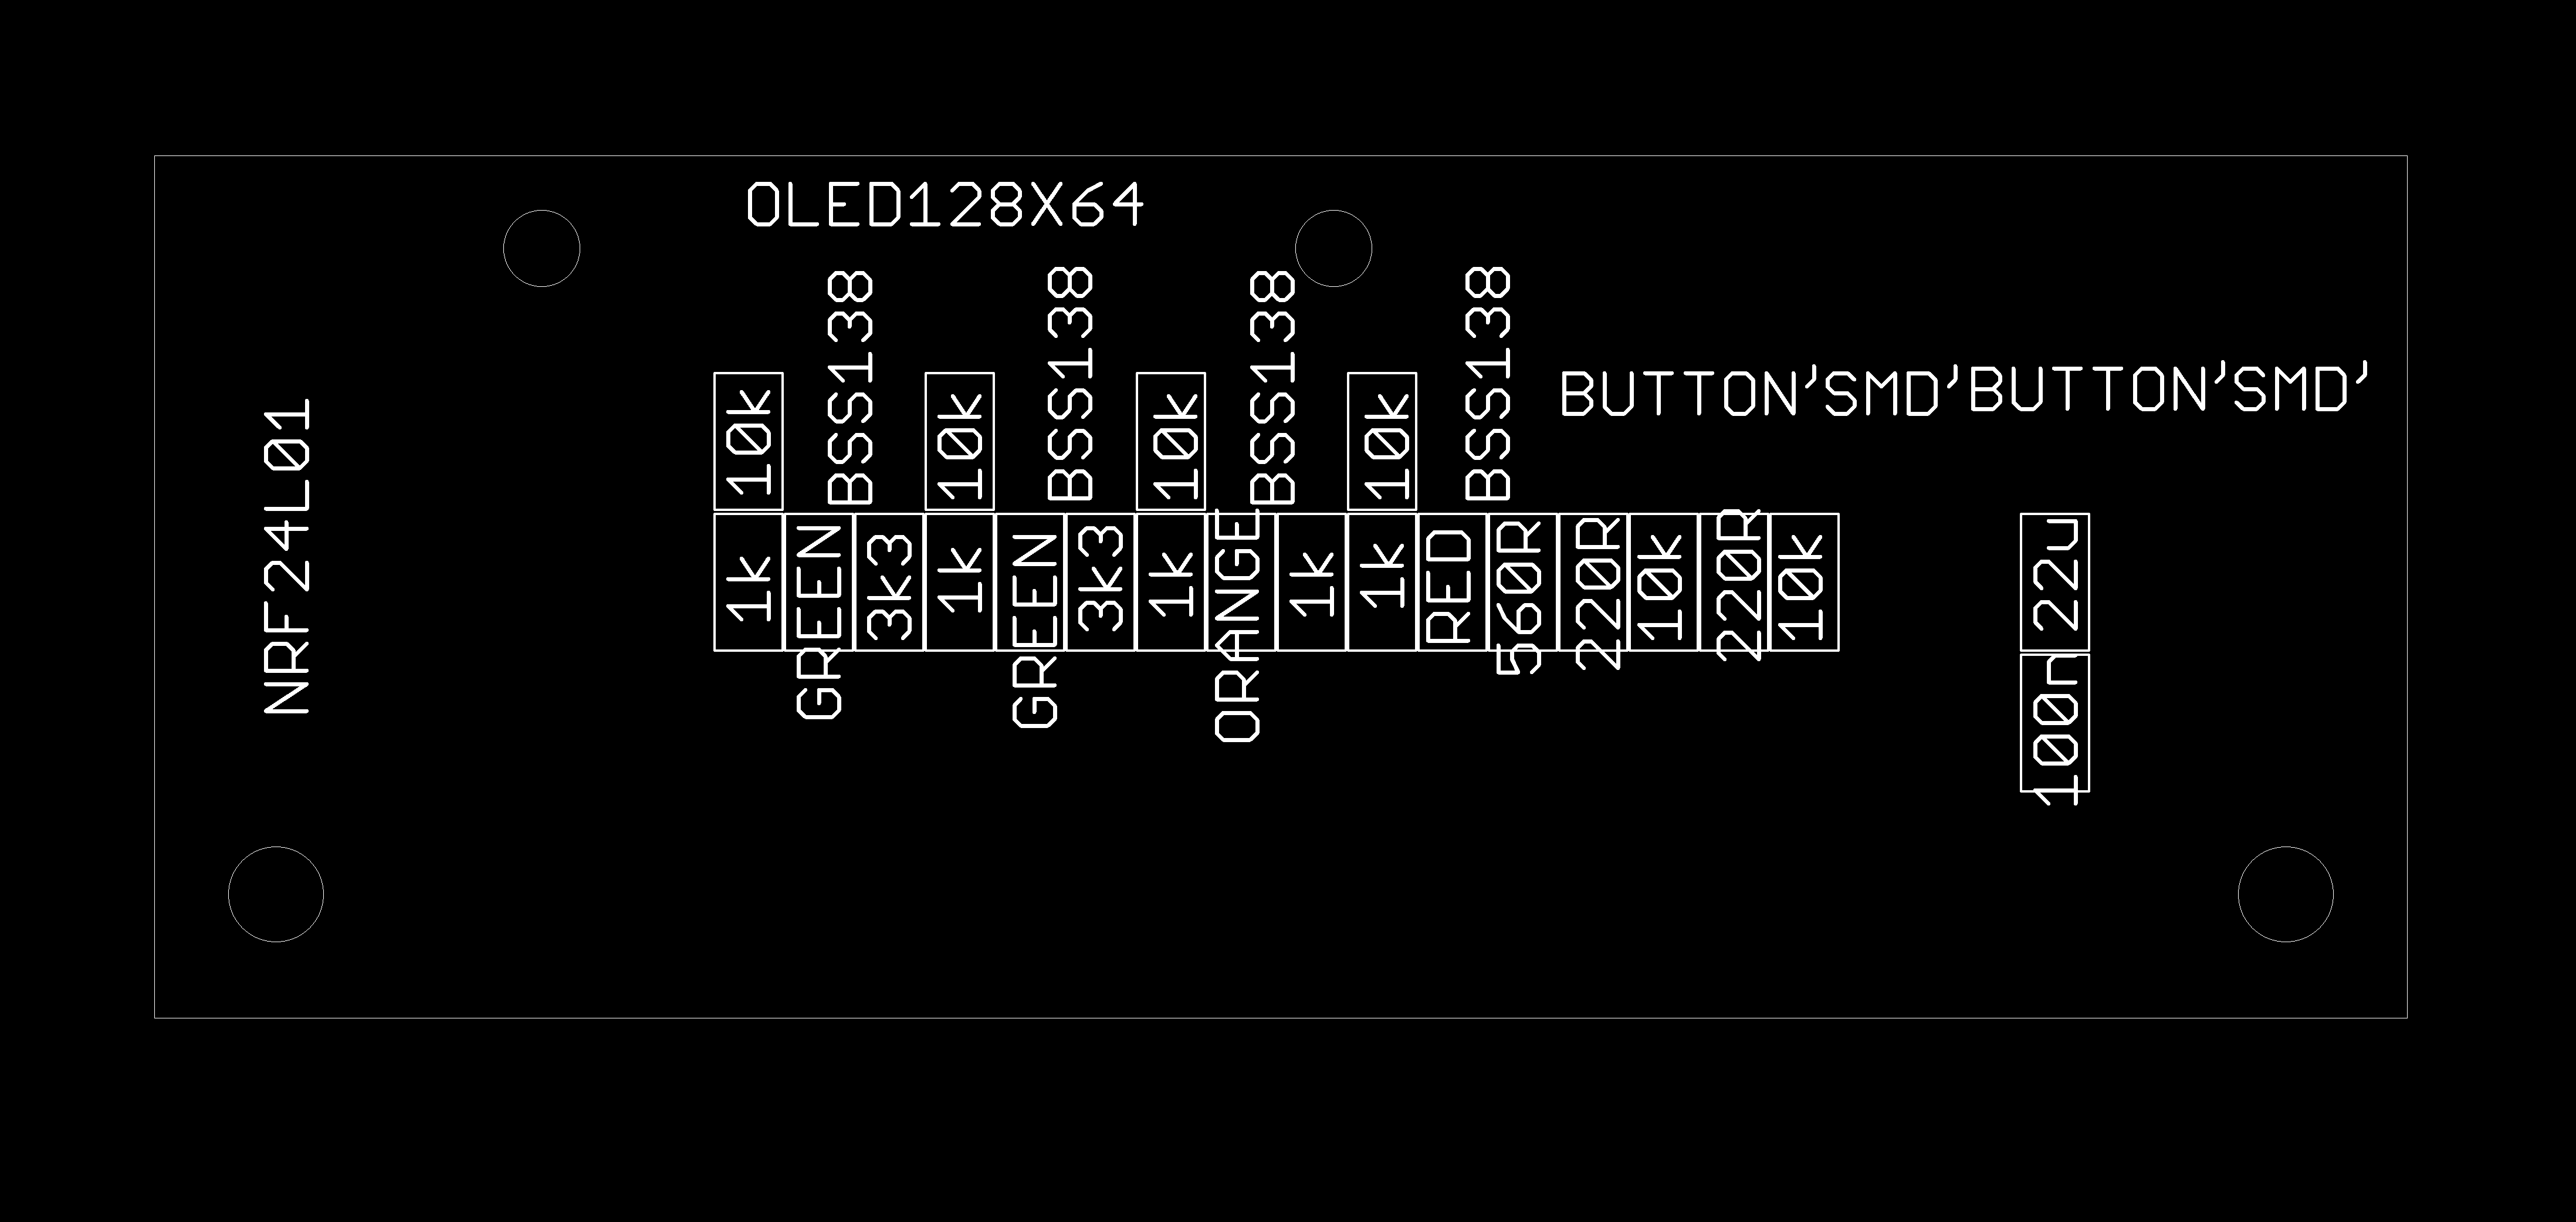 OLED128X64
NRF24L01
10k
BSS138
10k
BSS138
10k
BSS138
10k
BSS138
BUTTON'SMD'
BUTTON'SMD'
1k
GREEN
3k3
1k
GREEN
3k3
1k
ORANGE
1k
1k
RED
560R
220R
10k
220R
10k
22u
100n